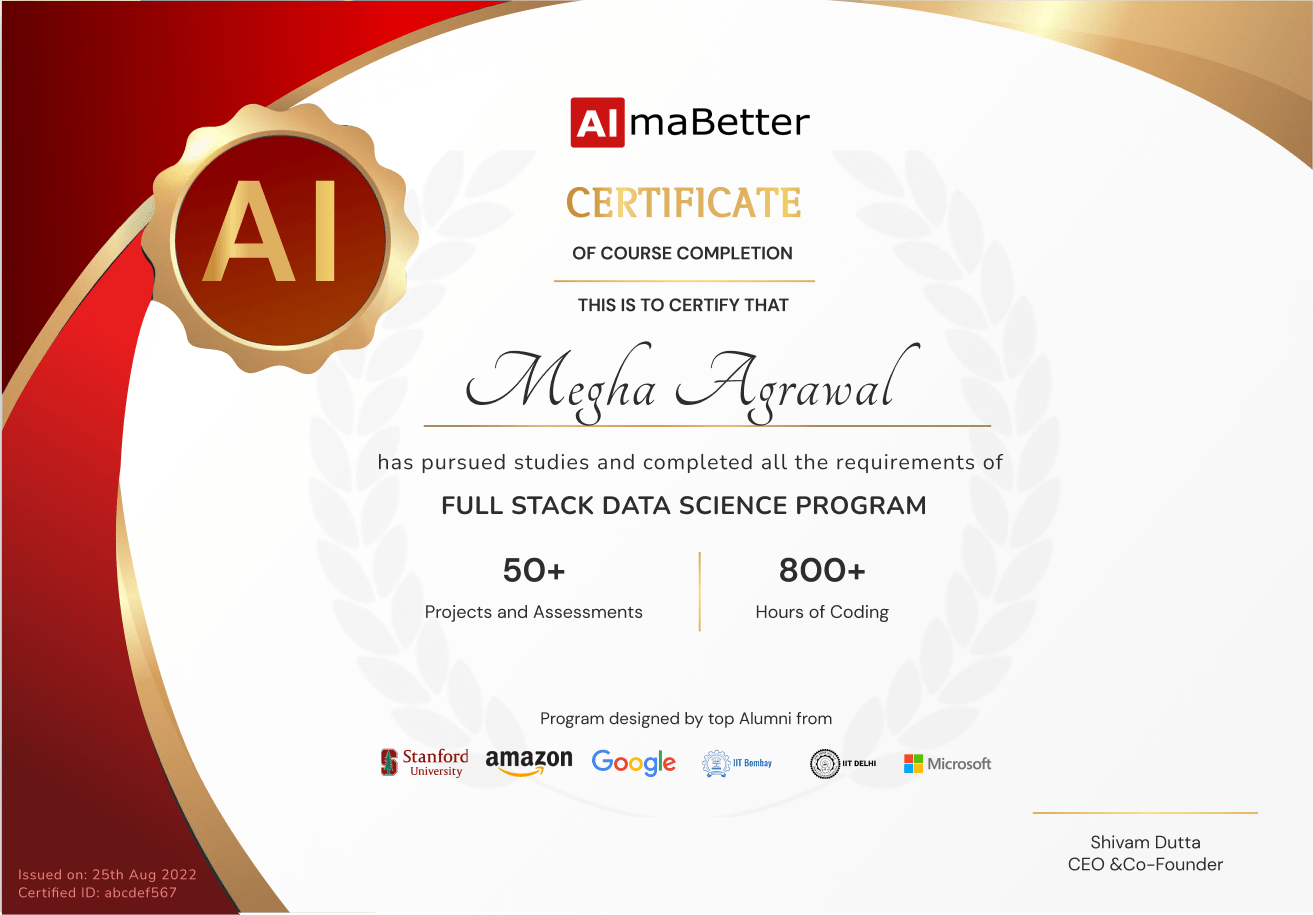 AlmaBetter
AI
CERTIFICATE
OF COURSE COMPLETION
THIS IS TO CERTIFY THAT
Megha Agrawal
has pursued studies and completed all the requirements of
FULL STACK DATA SCIENCE PROGRAM
50+ 800+
Projects and Assessments Hours of Coding
Program designed by top Alumni from
Stanford University amazon Google IIT Bombay IIT DELHI Microsoft
Shivam Dutta
CEO &Co-Founder
Issued on: 25th Aug 2022
Certified ID: abcdef567